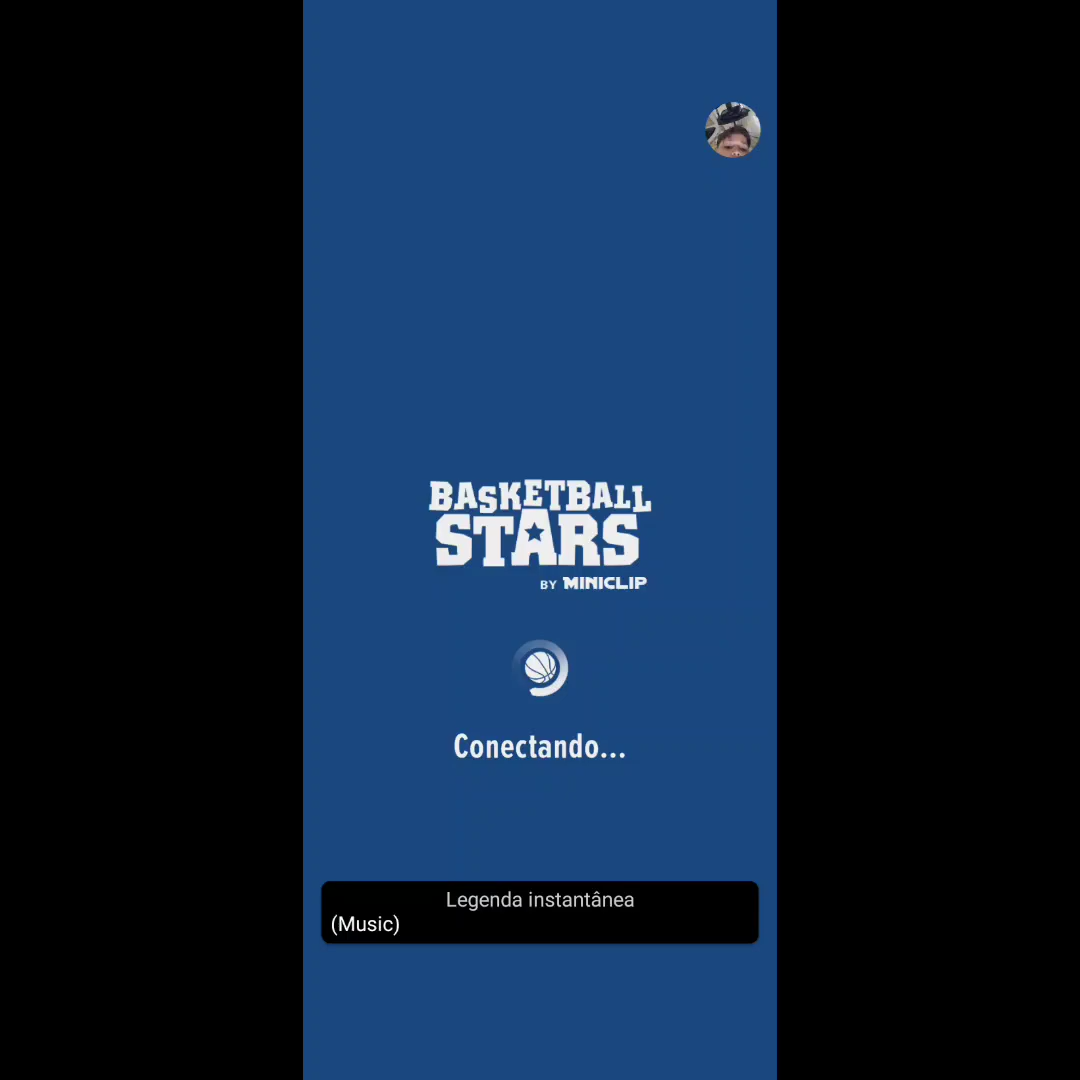 BASKETBALL
STARS
BY MINICLIP
Conectando...
Legenda instantânea
(Music)